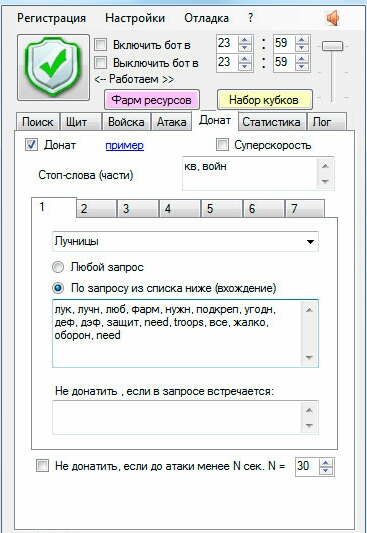 Регистрация Настройки Отладка ?
Включить бот в 23 : 59
Выключить бот в 23 : 59
<-- Работаем >>
Фарм ресурсов Набор кубков
Поиск Щит Войска Атака Донат Статистика Лог
Донат пример Суперскорость
Стоп-слова (части) кв, войн
1 2 3 4 5 6 7
Лучницы
Любой запрос
По запросу из списка ниже (вхождение)
лук, лучн, люб, фарм, нужн, подкреп, угодн,
деф, дэф, защит, need, troops, все, жалко,
оборон, need
Не донатить , если в запросе встречается:
Не донатить, если до атаки менее N сек. N = 30